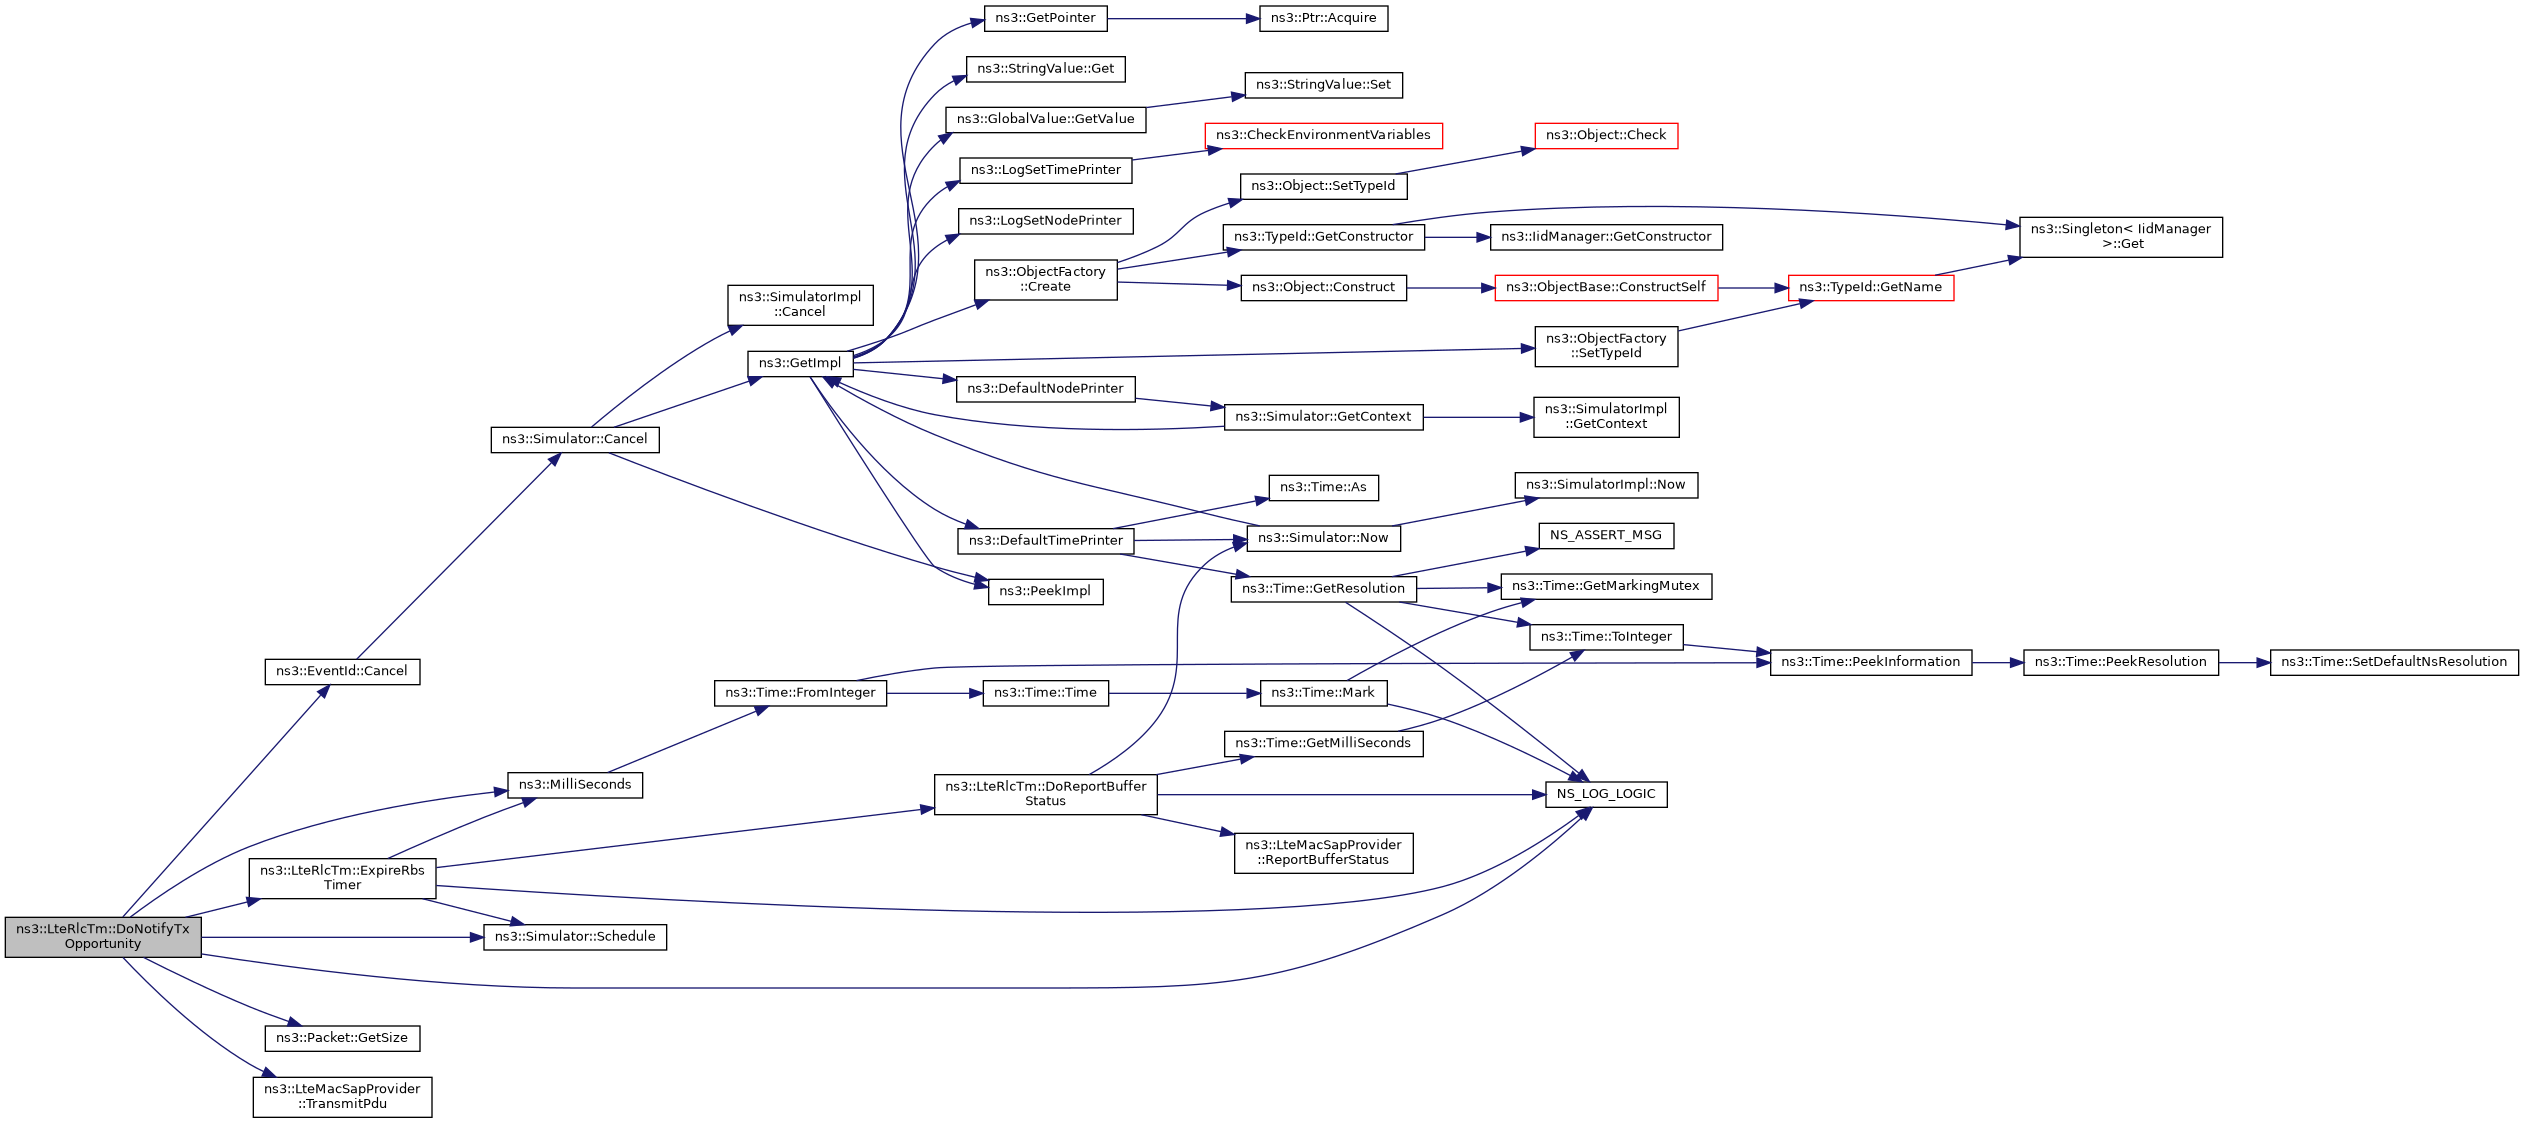 ns3::LteRlcTm::DoNotifyTx
Opportunity
ns3::EventId::Cancel
ns3::LteRlcTm::ExpireRbs
Timer
ns3::Packet::GetSize
ns3::LteMacSapProvider
::TransmitPdu
ns3::Simulator::Cancel
ns3::MilliSeconds
ns3::Simulator::Schedule
ns3::SimulatorImpl
::Cancel
ns3::GetImpl
ns3::Time::FromInteger
ns3::GetPointer
ns3::StringValue::Get
ns3::GlobalValue::GetValue
ns3::LogSetTimePrinter
ns3::LogSetNodePrinter
ns3::ObjectFactory
::Create
ns3::DefaultNodePrinter
ns3::DefaultTimePrinter
ns3::PeekImpl
ns3::Time::Time
ns3::LteRlcTm::DoReportBuffer
Status
ns3::Ptr::Acquire
ns3::StringValue::Set
ns3::CheckEnvironmentVariables
ns3::Object::SetTypeId
ns3::TypeId::GetConstructor
ns3::Object::Construct
ns3::Simulator::GetContext
ns3::Time::As
ns3::Simulator::Now
ns3::Time::GetResolution
ns3::Time::Mark
ns3::Time::GetMilliSeconds
ns3::LteMacSapProvider
::ReportBufferStatus
ns3::Object::Check
ns3::IidManager::GetConstructor
ns3::ObjectBase::ConstructSelf
ns3::ObjectFactory
::SetTypeId
ns3::SimulatorImpl
::GetContext
ns3::SimulatorImpl::Now
NS_ASSERT_MSG
ns3::Time::GetMarkingMutex
ns3::Time::ToInteger
NS_LOG_LOGIC
ns3::TypeId::GetName
ns3::Time::PeekInformation
ns3::Singleton< IidManager
>::Get
ns3::Time::PeekResolution
ns3::Time::SetDefaultNsResolution